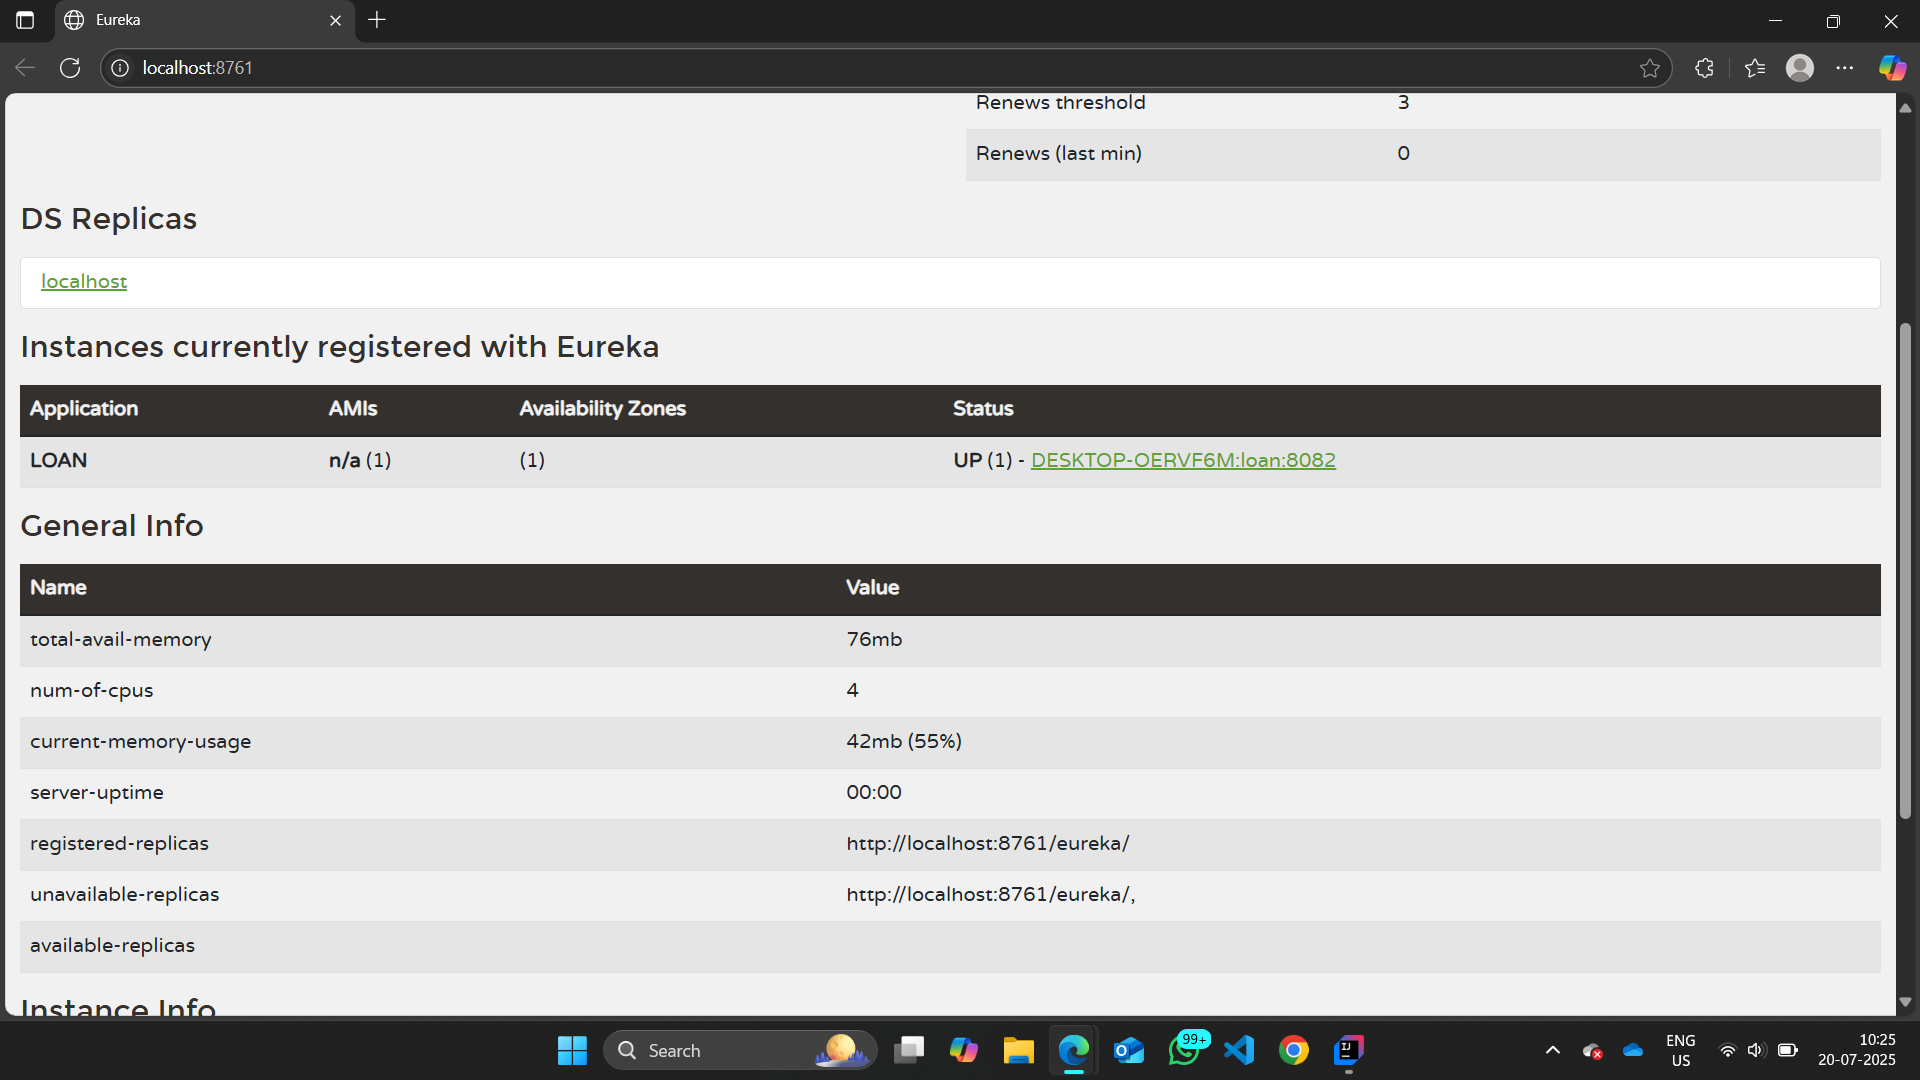 Eureka
localhost:8761
Renews threshold 3
Renews (last min) 0
DS Replicas
localhost
Instances currently registered with Eureka
Application AMIs Availability Zones Status
LOAN n/a (1) (1) UP (1) - DESKTOP-OERVF6M:loan:8082
General Info
Name Value
total-avail-memory 76mb
num-of-cpus 4
current-memory-usage 42mb (55%)
server-uptime 00:00
registered-replicas http://localhost:8761/eureka/
unavailable-replicas http://localhost:8761/eureka/,
available-replicas
Instance Info
Search
99+
ENG
US
10:25
20-07-2025